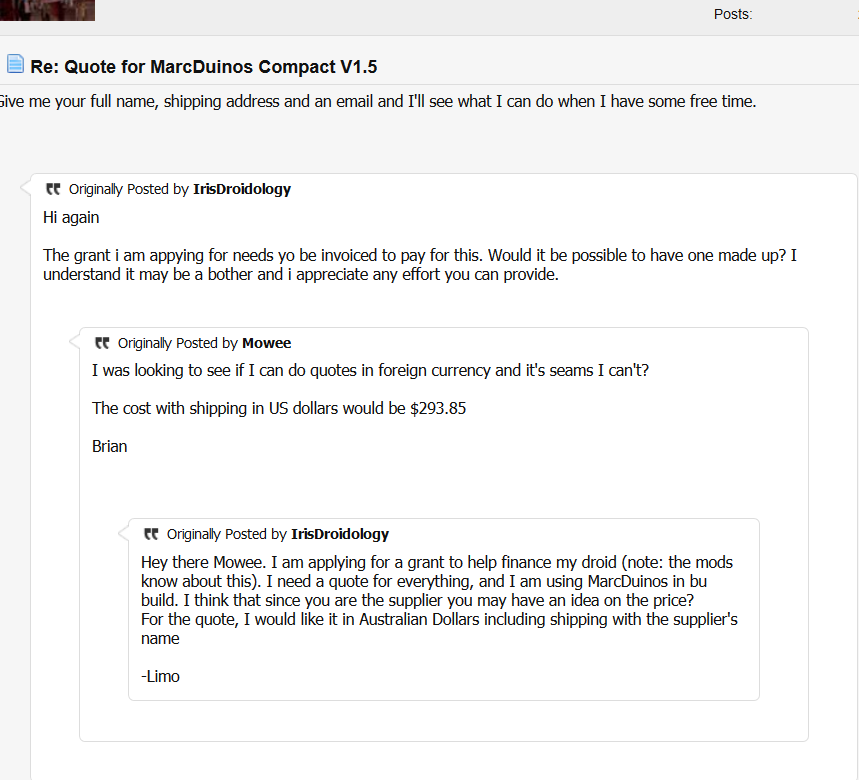 Posts:
Re: Quote for MarcDuinos Compact V1.5
Give me your full name, shipping address and an email and I'll see what I can do when I have some free time.
Originally Posted by IrisDroidology
Hi again
The grant i am appying for needs yo be invoiced to pay for this. Would it be possible to have one made up? I
understand it may be a bother and i appreciate any effort you can provide.
Originally Posted by Mowee
I was looking to see if I can do quotes in foreign currency and it's seams I can't?
The cost with shipping in US dollars would be $293.85
Brian
Originally Posted by IrisDroidology
Hey there Mowee. I am applying for a grant to help finance my droid (note: the mods
know about this). I need a quote for everything, and I am using MarcDuinos in bu
build. I think that since you are the supplier you may have an idea on the price?
For the quote, I would like it in Australian Dollars including shipping with the supplier's
name
-Limo